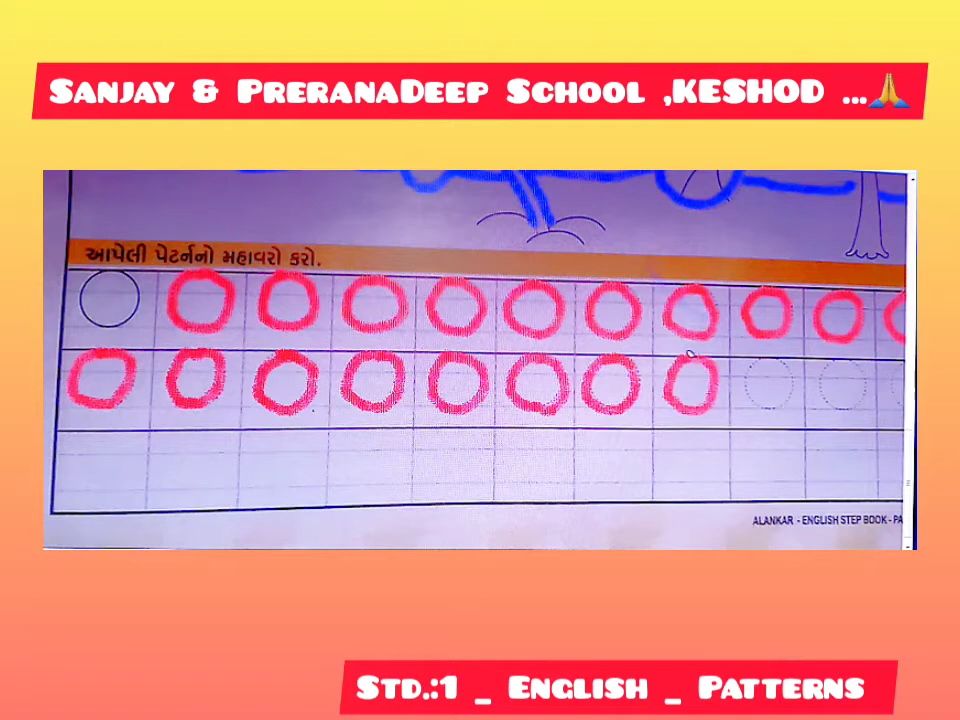 SANJAY & PRERANADEEP SCHOOL ,KESHOD ...🙏
આપેલી પેટર્નનો મહાવરો કરો.
ALANKAR - ENGLISH STEP BOOK - PA
STD.:1 _ ENGLISH _ PATTERNS